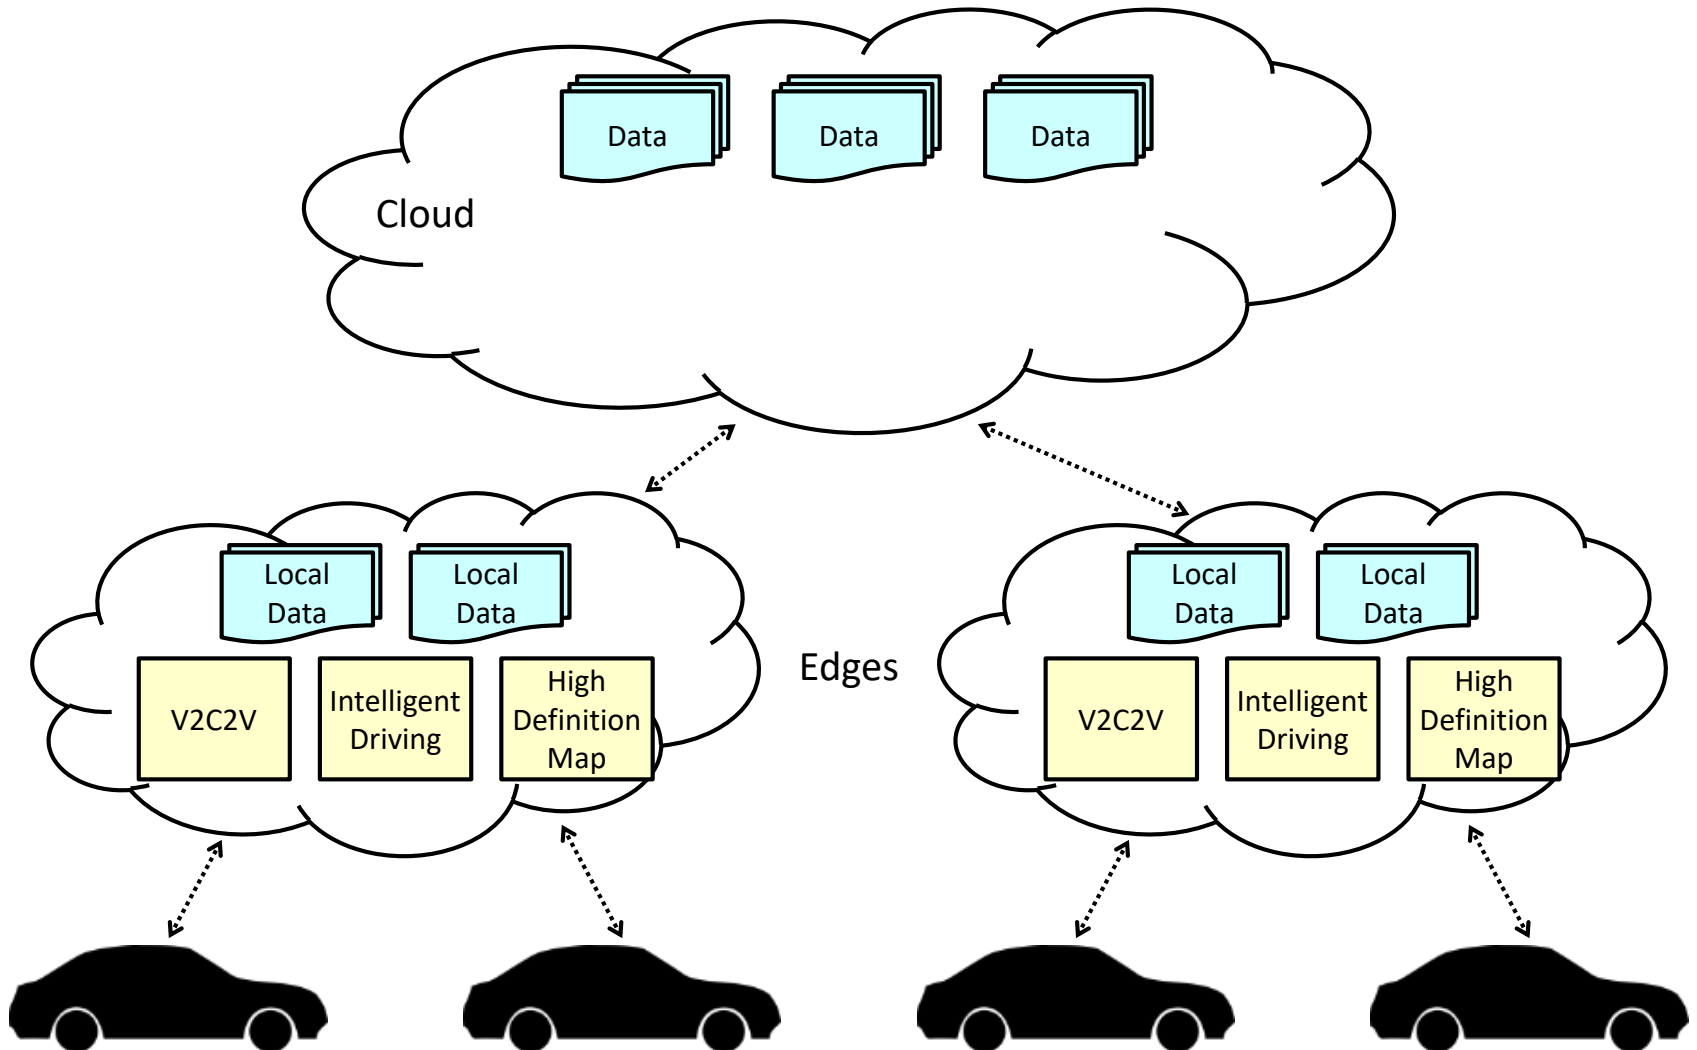 Data
Data
Data
Cloud
Local
Data
Local
Data
Local
Data
Local
Data
V2C2V
Intelligent
Driving
High
Definition
Map
Edges
V2C2V
Intelligent
Driving
High
Definition
Map